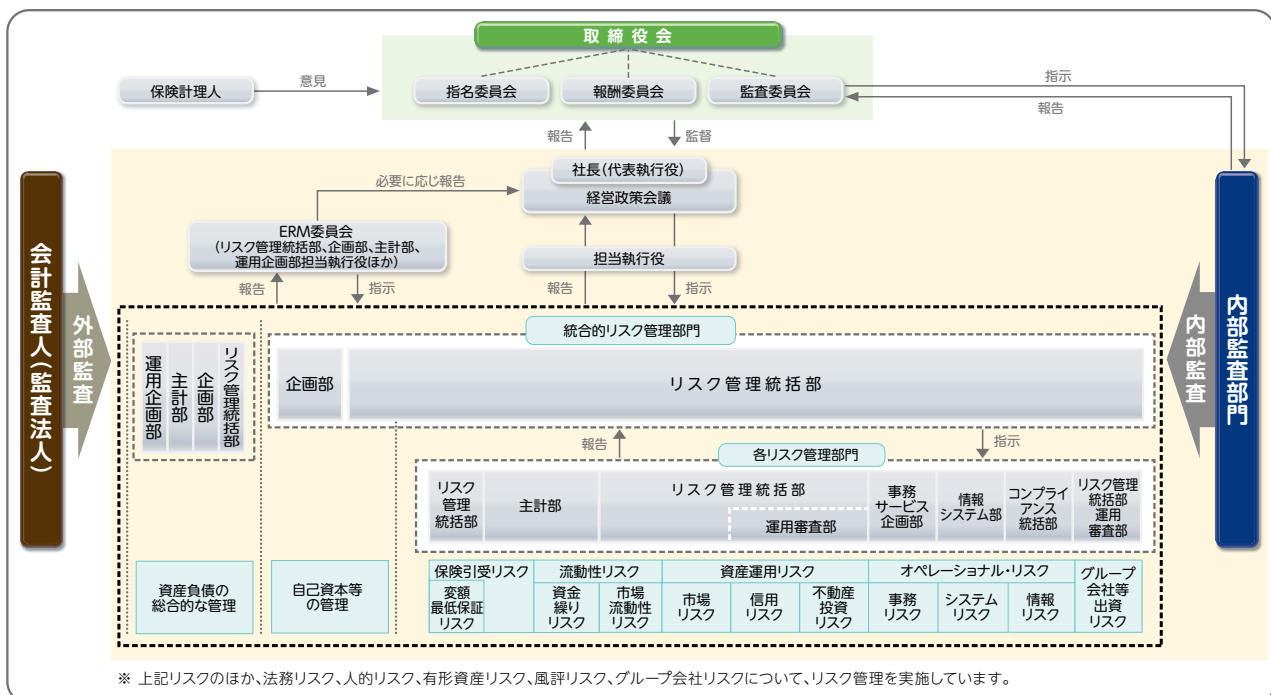 取締役会
保険計理人
意見
指名委員会
報酬委員会
監査委員会
指示
報告
報告
監督
社長(代表執行役)
経営政策会議
必要に応じ報告
ERM委員会
(リスク管理統括部、企画部、主計部、
運用企画部担当執行役ほか)
担当執行役
報告
指示
報告
指示
会計監査人(監査法人)
外部監査
内部監査
内部監査部門
統合的リスク管理部門
運用企画部
主計部
企画部
リスク管理統括部
企画部
リスク管理統括部
報告
指示
各リスク管理部門
リスク
管理
統括部
主計部
リスク管理統括部
運用審査部
事務
サービス
企画部
情報
システム部
コンプライ
アンス
統括部
リスク管理
統括部
運用
審査部
資産負債の
総合的な管理
自己資本等
の管理
保険引受リスク
変額
最低保証
リスク
流動性リスク
資金
繰り
リスク
市場
流動性
リスク
資産運用リスク
市場
リスク
信用
リスク
不動産
投資
リスク
オペレーショナル・リスク
事務
リスク
システム
リスク
情報
リスク
グループ
会社等
出資
リスク
※ 上記リスクのほか、法務リスク、人的リスク、有形資産リスク、風評リスク、グループ会社リスクについて、リスク管理を実施しています。